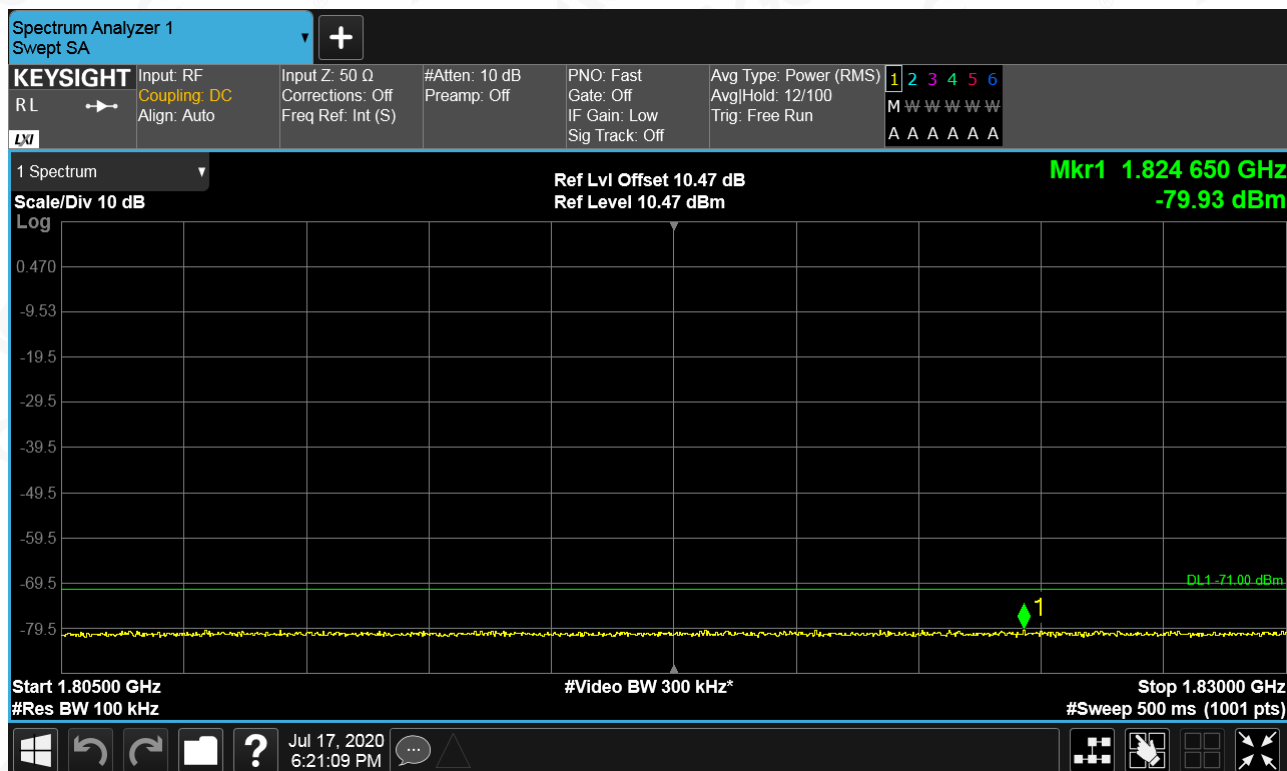 Spectrum Analyzer 1
Swept SA
+
KEYSIGHT
RL
LXI
Input: RF
Coupling: DC
Align: Auto
Input Z: 50 Ω
Corrections: Off
Freq Ref: Int (S)
#Atten: 10 dB
Preamp: Off
PNO: Fast
Gate: Off
IF Gain: Low
Sig Track: Off
Avg Type: Power (RMS)
Avg|Hold: 12/100
Trig: Free Run
1 2 3 4 5 6
M W W W W W
A A A A A A
1 Spectrum
Scale/Div 10 dB
Log
Ref Lvl Offset 10.47 dB
Ref Level 10.47 dBm
Mkr1 1.824 650 GHz
-79.93 dBm
0.470
-9.53
-19.5
-29.5
-39.5
-49.5
-59.5
-69.5
DL1 -71.00 dBm
1
-79.5
Start 1.80500 GHz
#Res BW 100 kHz
#Video BW 300 kHz*
Stop 1.83000 GHz
#Sweep 500 ms (1001 pts)
?
Jul 17, 2020
6:21:09 PM